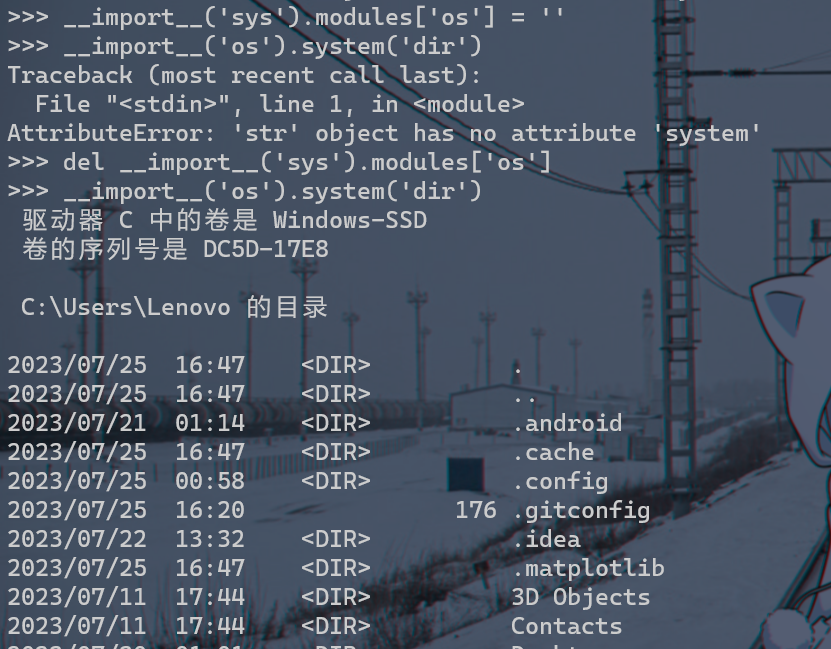 >>> __import__('sys').modules['os'] = ''
>>> __import__('os').system('dir')
Traceback (most recent call last):
  File "<stdin>", line 1, in <module>
AttributeError: 'str' object has no attribute 'system'
>>> del __import__('sys').modules['os']
>>> __import__('os').system('dir')
 驱动器 C 中的卷是 Windows-SSD
 卷的序列号是 DC5D-17E8
 C:\Users\Lenovo 的目录
2023/07/25  16:47    <DIR>          .
2023/07/25  16:47    <DIR>          ..
2023/07/21  01:14    <DIR>          .android
2023/07/25  16:47    <DIR>          .cache
2023/07/25  00:58    <DIR>          .config
2023/07/25  16:20               176 .gitconfig
2023/07/22  13:32    <DIR>          .idea
2023/07/25  16:47    <DIR>          .matplotlib
2023/07/11  17:44    <DIR>          3D Objects
2023/07/11  17:44    <DIR>          Contacts